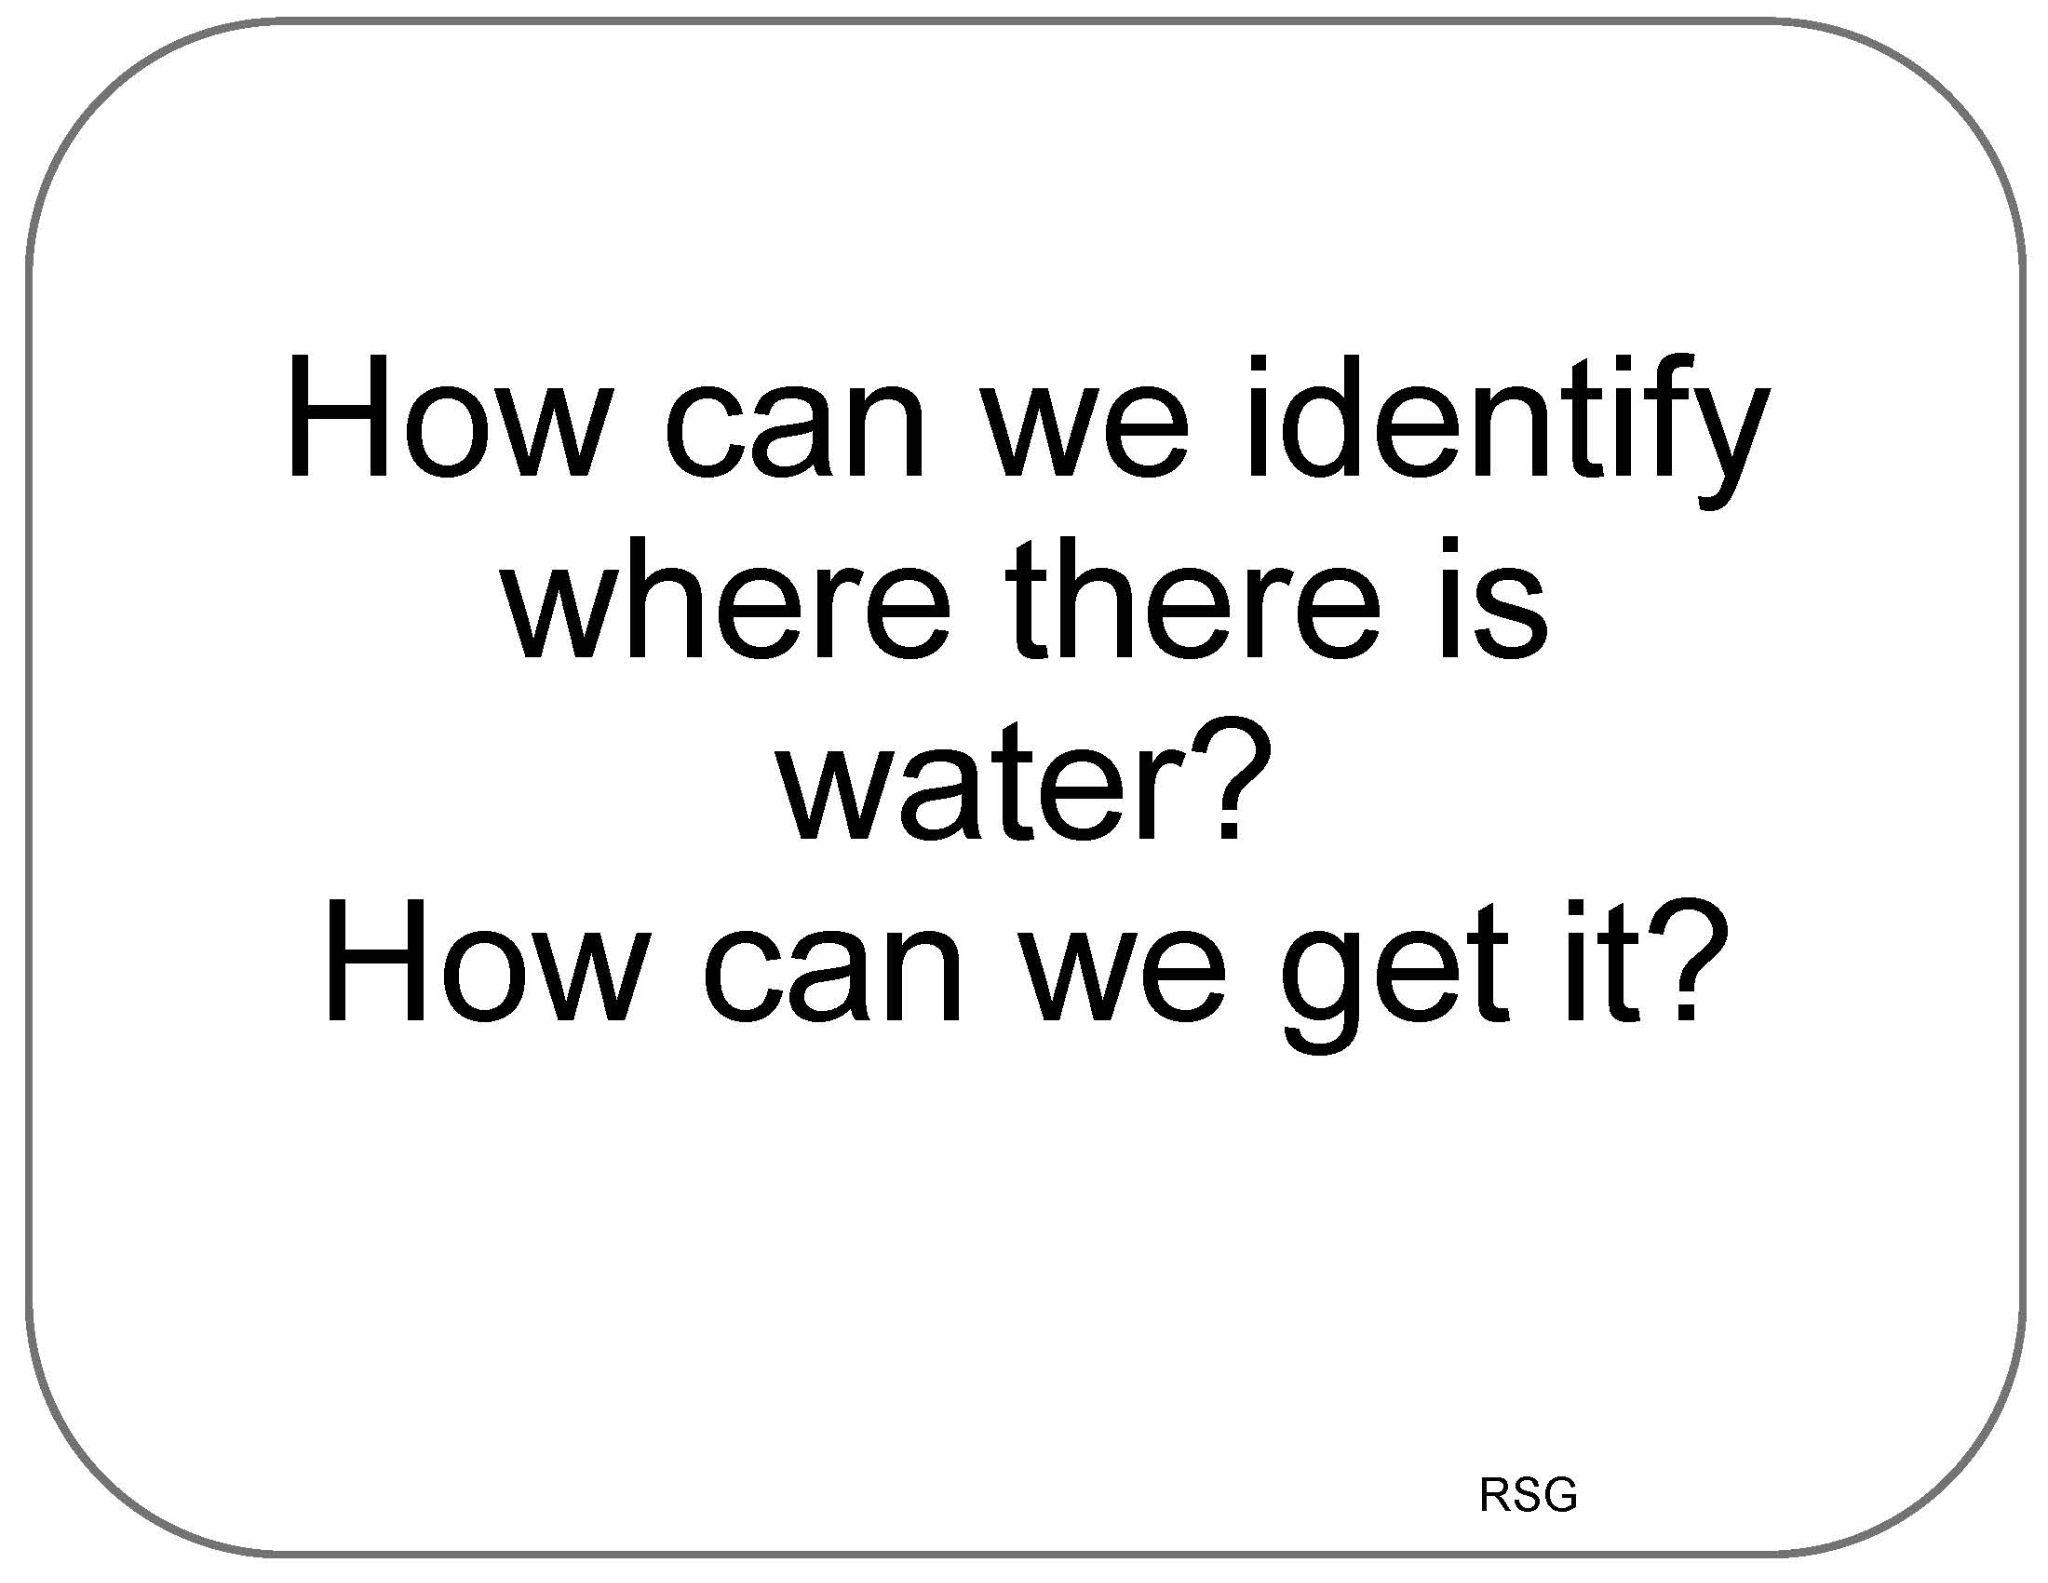 How can we identify
where there is
water?
How can we get it?
RSG